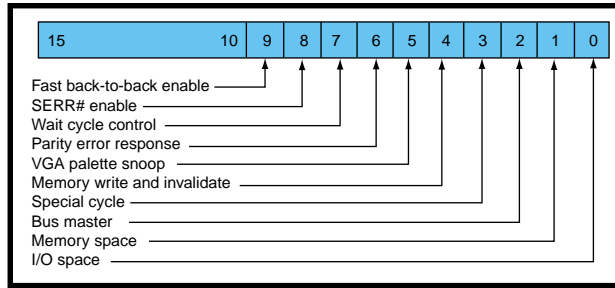 15 10 9 8 7 6 5 4 3 2 1 0
Fast back-to-back enable
SERR# enable
Wait cycle control
Parity error response
VGA palette snoop
Memory write and invalidate
Special cycle
Bus master
Memory space
I/O space